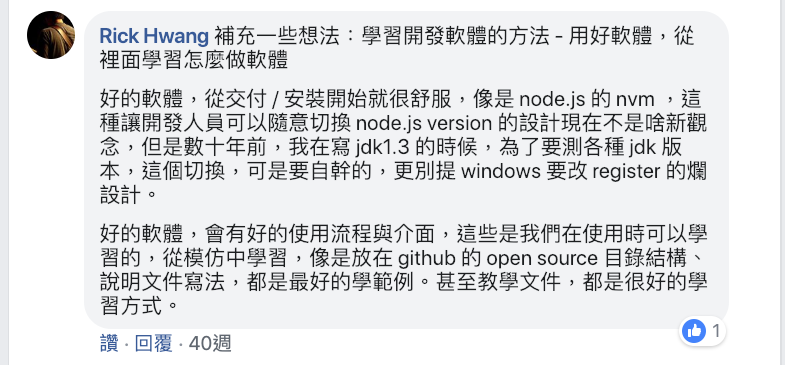 Rick Hwang 補充一些想法：學習開發軟體的方法 - 用好軟體，從
裡面學習怎麼做軟體
好的軟體，從交付 / 安裝開始就很舒服，像是 node.js 的 nvm ，這
種讓開發人員可以隨意切換 node.js version 的設計現在不是啥新觀
念，但是數十年前，我在寫 jdk1.3 的時候，為了要測各種 jdk 版
本，這個切換，可是要自幹的，更別提 windows 要改 register 的爛
設計。
好的軟體，會有好的使用流程與介面，這些是我們在使用時可以學
習的，從模仿中學習，像是放在 github 的 open source 目錄結構、
說明文件寫法，都是最好的學範例。甚至教學文件，都是很好的學
習方式。
1
讚 · 回覆 · 40週